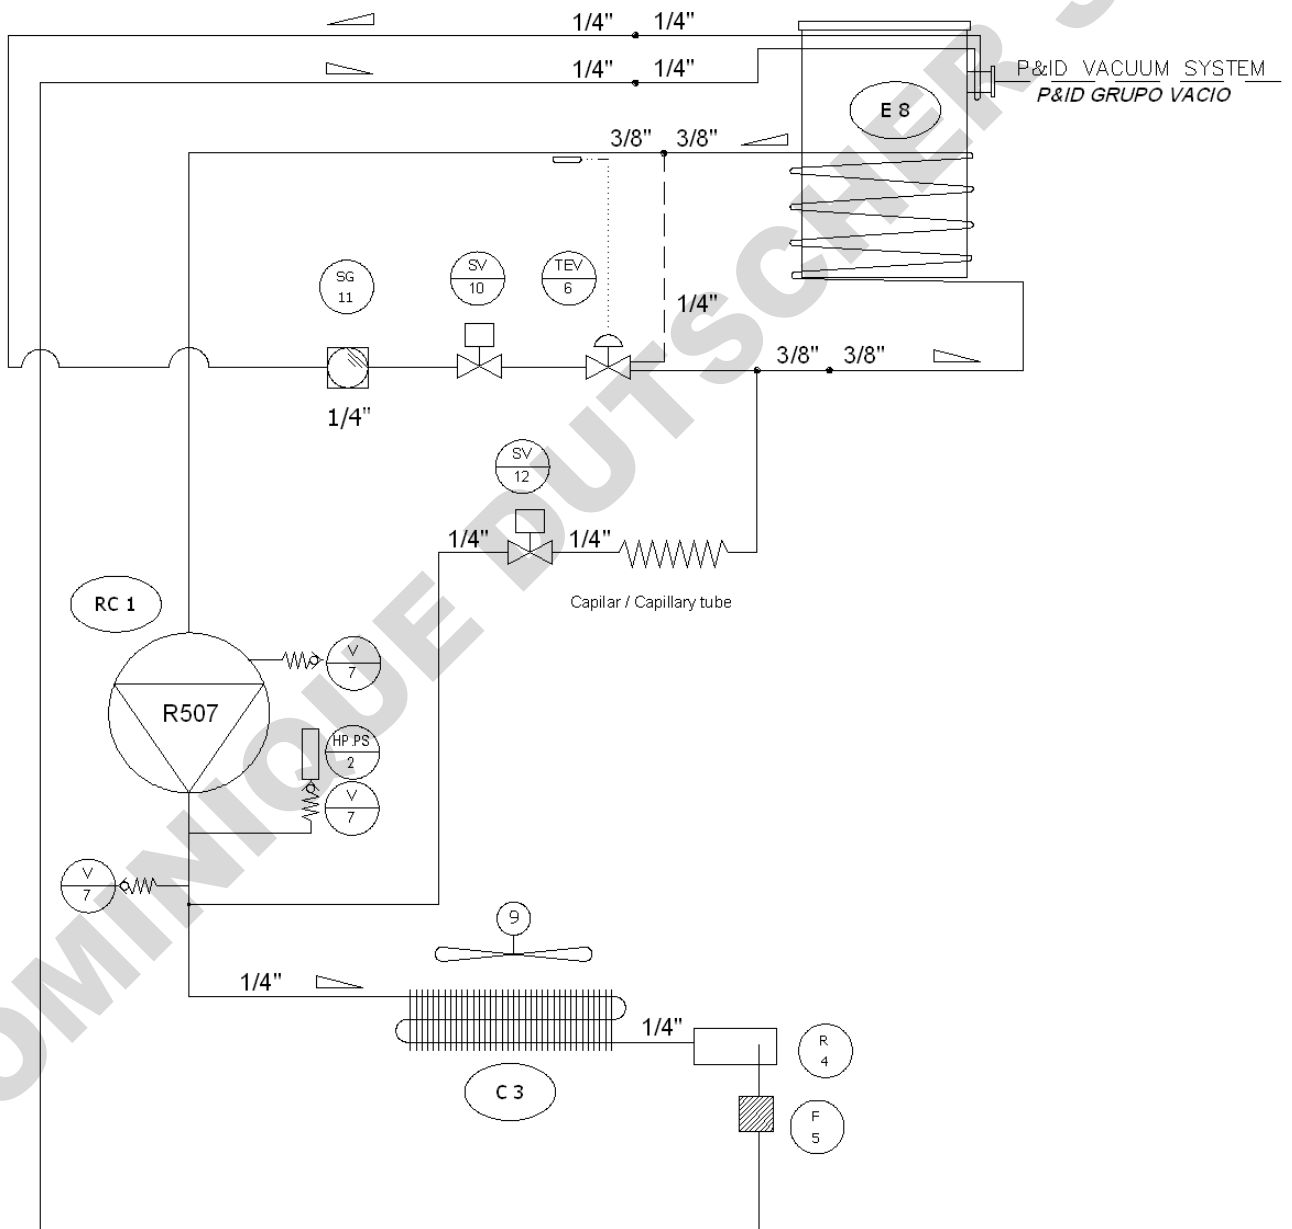 1/4" 1/4"
1/4" 1/4"
P&ID VACUUM SYSTEM
P&ID GRUPO VACIO
E 8
3/8" 3/8"
SG
11
SV
10
TEV
6
1/4"
3/8" 3/8"
1/4"
SV
12
1/4" 1/4"
Capilar / Capillary tube
RC 1
V
7
R507
HP.PS
2
V
7
V
7
9
1/4"
1/4"
R
4
C 3
F
5
OMINIQUE DUTSCHER S